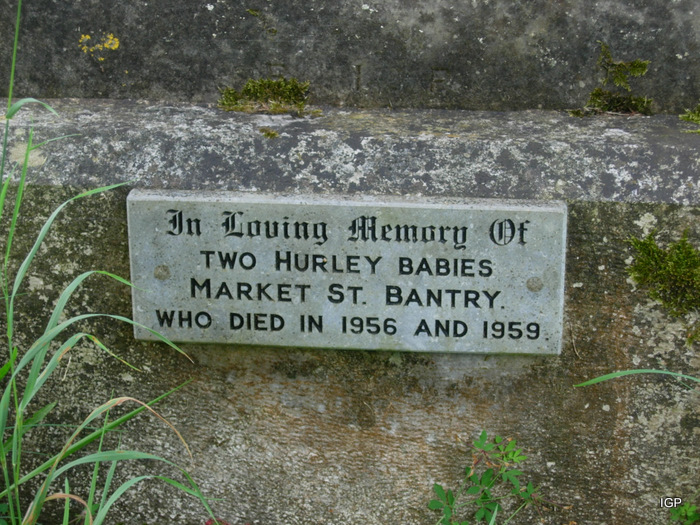 In Loving Memory Of
TWO HURLEY BABIES
MARKET ST. BANTRY.
WHO DIED IN 1956 AND 1959
IGP